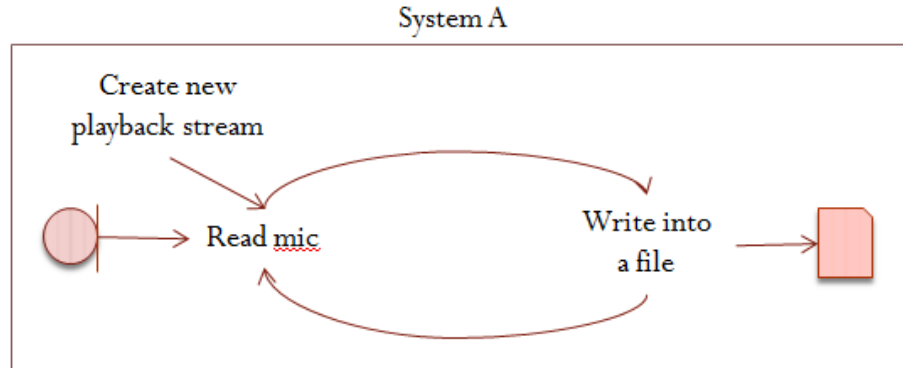 System A
Create new
playback stream
Read mic
Write into
a file